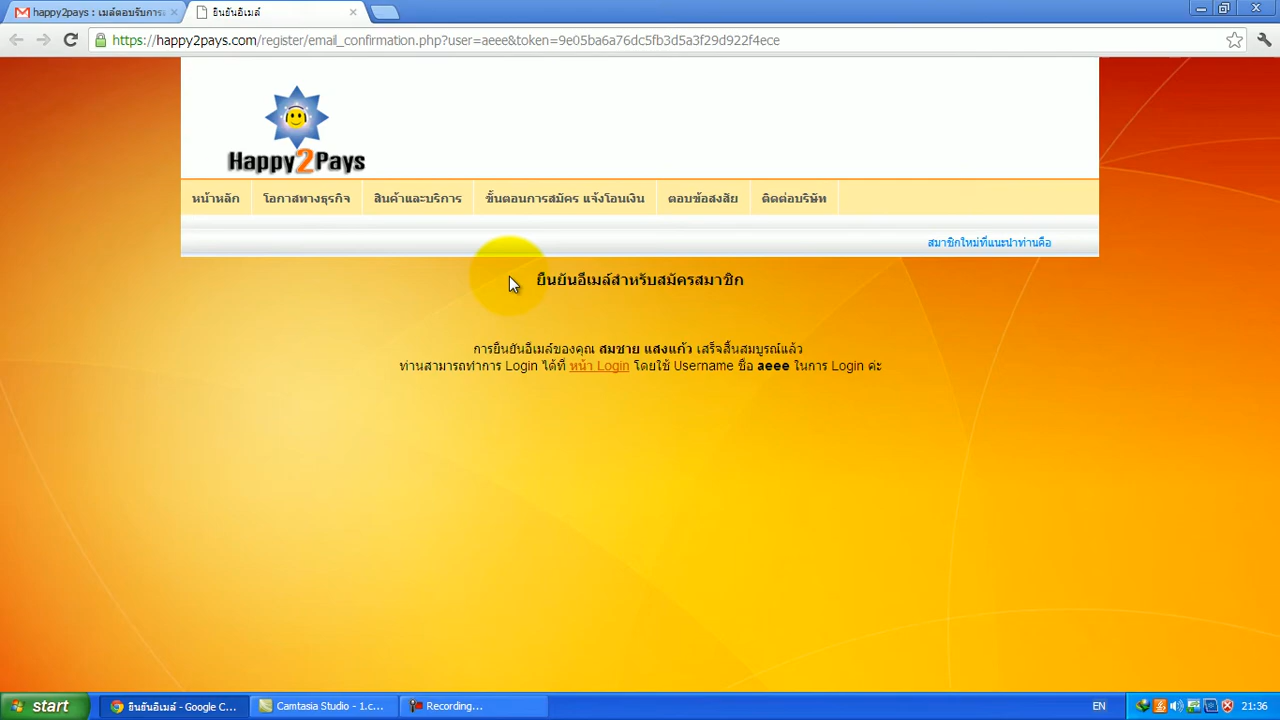 happy2pays : เมล์ตอบรับการส
ยืนยันอีเมล์
https://happy2pays.com/register/email_confirmation.php?user=aeee&token=9e05ba6a76dc5fb3d5a3f29d922f4ece
Happy2Pays
หน้าหลัก
โอกาสทางธุรกิจ
สินค้าและบริการ
ขั้นตอนการสมัคร แจ้งโอนเงิน
ตอบข้อสงสัย
ติดต่อบริษัท
สมาชิกใหม่ที่แนะนำท่านคือ
ยืนยันอีเมล์สำหรับสมัครสมาชิก
การยืนยันอีเมล์ของคุณ สมชาย แสงแก้ว เสร็จสิ้นสมบูรณ์แล้ว
ท่านสามารถทำการ Login ได้ที่ หน้า Login โดยใช้ Username ชื่อ aeee ในการ Login ค่ะ
start
ยืนยันอีเมล์ - Google C...
Camtasia Studio - 1.c...
Recording...
EN
21:36